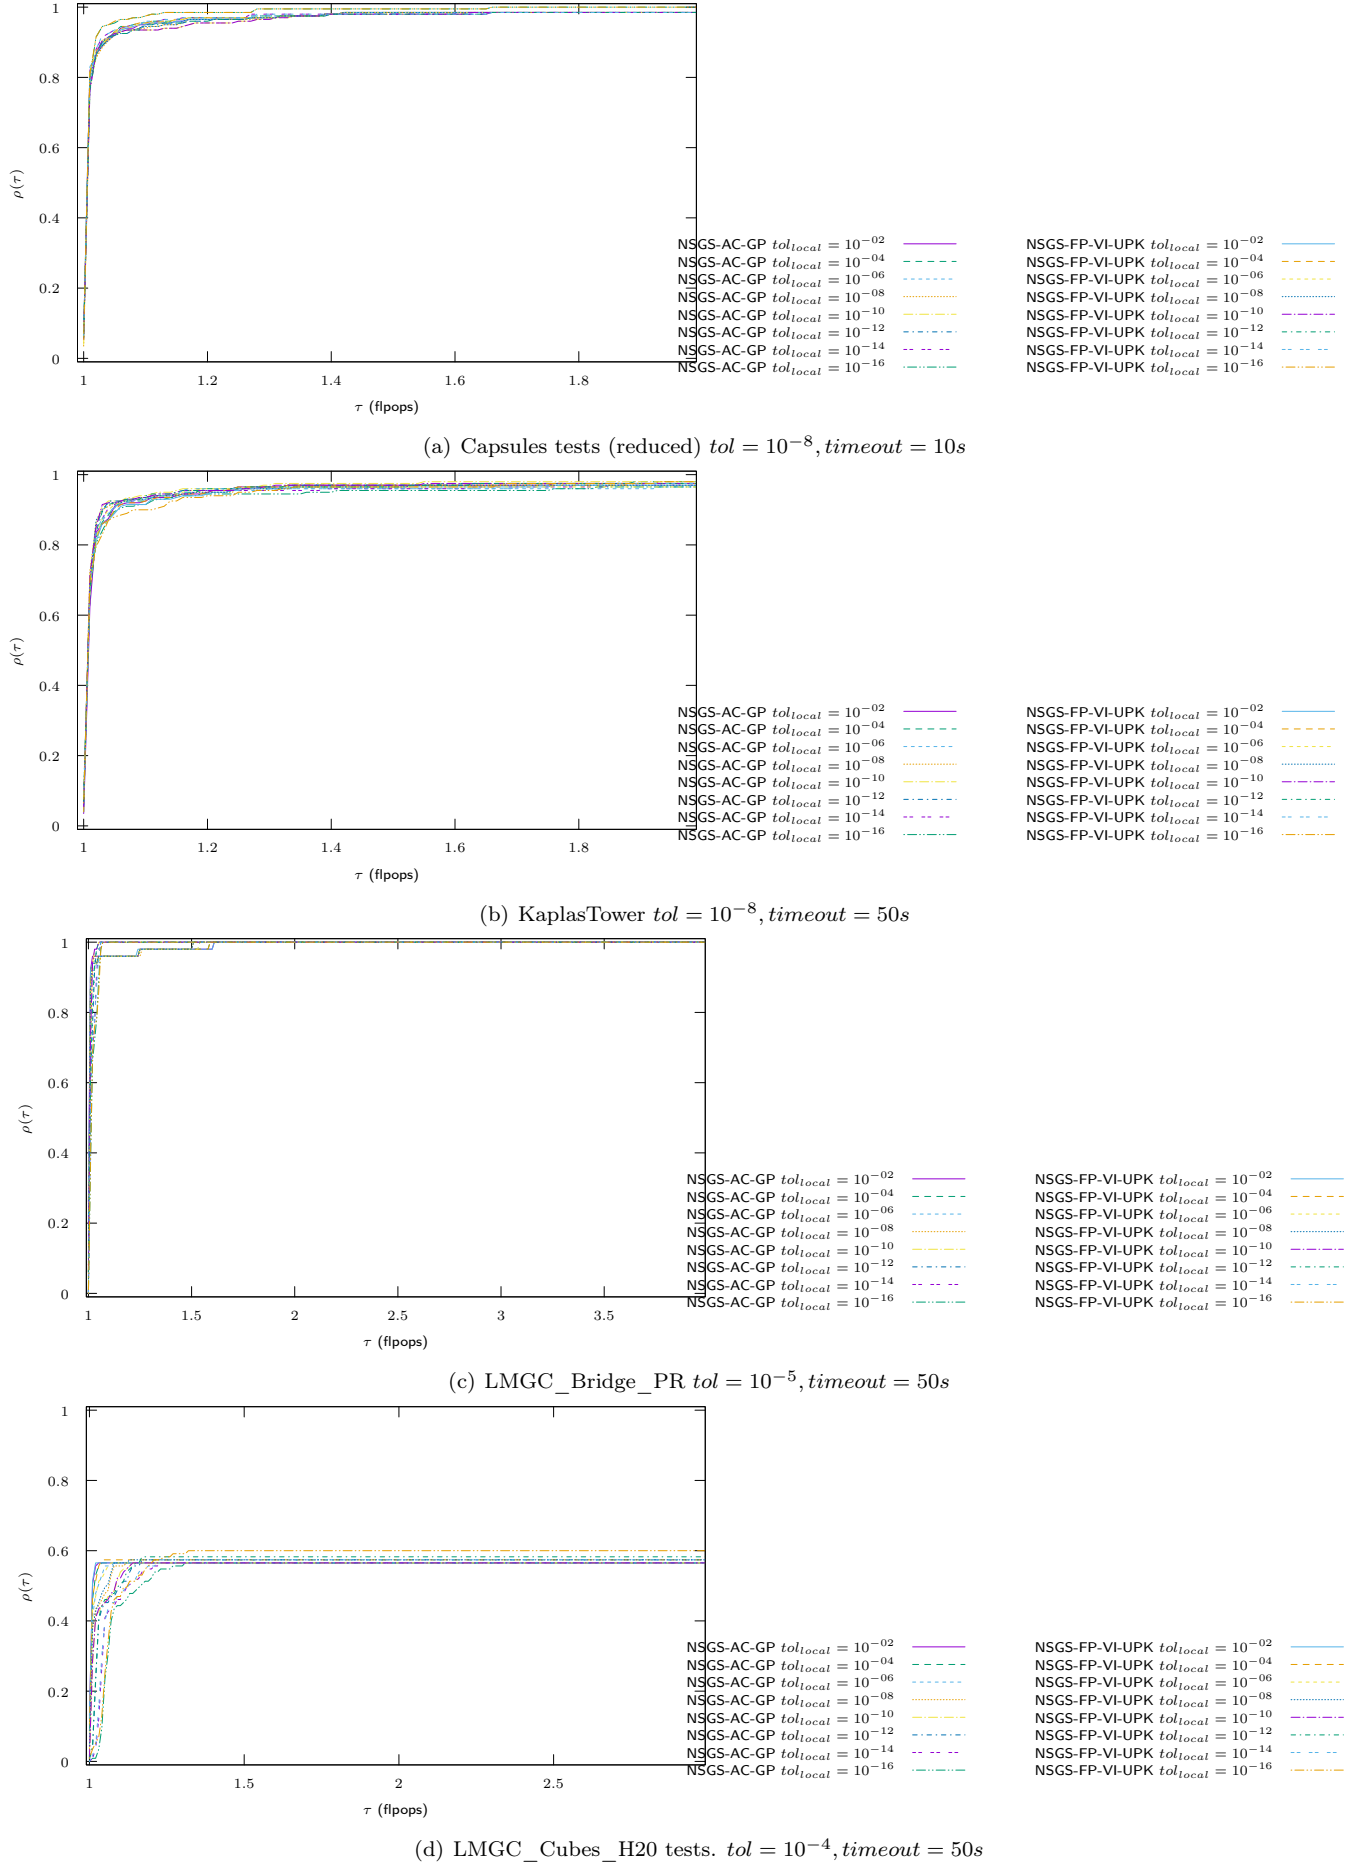 1
0.8
0.6
ρ(τ)
0.4
0.2
0
1 1.2 1.4 1.6 1.8
τ (flpops)
NSGS-AC-GP tol_local = 10^−02 NSGS-FP-VI-UPK tol_local = 10^−02
NSGS-AC-GP tol_local = 10^−04 NSGS-FP-VI-UPK tol_local = 10^−04
NSGS-AC-GP tol_local = 10^−06 NSGS-FP-VI-UPK tol_local = 10^−06
NSGS-AC-GP tol_local = 10^−08 NSGS-FP-VI-UPK tol_local = 10^−08
NSGS-AC-GP tol_local = 10^−10 NSGS-FP-VI-UPK tol_local = 10^−10
NSGS-AC-GP tol_local = 10^−12 NSGS-FP-VI-UPK tol_local = 10^−12
NSGS-AC-GP tol_local = 10^−14 NSGS-FP-VI-UPK tol_local = 10^−14
NSGS-AC-GP tol_local = 10^−16 NSGS-FP-VI-UPK tol_local = 10^−16
(a) Capsules tests (reduced) tol = 10^−8, timeout = 10s
1
0.8
0.6
ρ(τ)
0.4
0.2
0
1 1.2 1.4 1.6 1.8
τ (flpops)
NSGS-AC-GP tol_local = 10^−02 NSGS-FP-VI-UPK tol_local = 10^−02
NSGS-AC-GP tol_local = 10^−04 NSGS-FP-VI-UPK tol_local = 10^−04
NSGS-AC-GP tol_local = 10^−06 NSGS-FP-VI-UPK tol_local = 10^−06
NSGS-AC-GP tol_local = 10^−08 NSGS-FP-VI-UPK tol_local = 10^−08
NSGS-AC-GP tol_local = 10^−10 NSGS-FP-VI-UPK tol_local = 10^−10
NSGS-AC-GP tol_local = 10^−12 NSGS-FP-VI-UPK tol_local = 10^−12
NSGS-AC-GP tol_local = 10^−14 NSGS-FP-VI-UPK tol_local = 10^−14
NSGS-AC-GP tol_local = 10^−16 NSGS-FP-VI-UPK tol_local = 10^−16
(b) KaplasTower tol = 10^−8, timeout = 50s
1
0.8
0.6
ρ(τ)
0.4
0.2
0
1 1.5 2 2.5 3 3.5
τ (flpops)
NSGS-AC-GP tol_local = 10^−02 NSGS-FP-VI-UPK tol_local = 10^−02
NSGS-AC-GP tol_local = 10^−04 NSGS-FP-VI-UPK tol_local = 10^−04
NSGS-AC-GP tol_local = 10^−06 NSGS-FP-VI-UPK tol_local = 10^−06
NSGS-AC-GP tol_local = 10^−08 NSGS-FP-VI-UPK tol_local = 10^−08
NSGS-AC-GP tol_local = 10^−10 NSGS-FP-VI-UPK tol_local = 10^−10
NSGS-AC-GP tol_local = 10^−12 NSGS-FP-VI-UPK tol_local = 10^−12
NSGS-AC-GP tol_local = 10^−14 NSGS-FP-VI-UPK tol_local = 10^−14
NSGS-AC-GP tol_local = 10^−16 NSGS-FP-VI-UPK tol_local = 10^−16
(c) LMGC_Bridge_PR tol = 10^−5, timeout = 50s
1
0.8
0.6
ρ(τ)
0.4
0.2
0
1 1.5 2 2.5
τ (flpops)
NSGS-AC-GP tol_local = 10^−02 NSGS-FP-VI-UPK tol_local = 10^−02
NSGS-AC-GP tol_local = 10^−04 NSGS-FP-VI-UPK tol_local = 10^−04
NSGS-AC-GP tol_local = 10^−06 NSGS-FP-VI-UPK tol_local = 10^−06
NSGS-AC-GP tol_local = 10^−08 NSGS-FP-VI-UPK tol_local = 10^−08
NSGS-AC-GP tol_local = 10^−10 NSGS-FP-VI-UPK tol_local = 10^−10
NSGS-AC-GP tol_local = 10^−12 NSGS-FP-VI-UPK tol_local = 10^−12
NSGS-AC-GP tol_local = 10^−14 NSGS-FP-VI-UPK tol_local = 10^−14
NSGS-AC-GP tol_local = 10^−16 NSGS-FP-VI-UPK tol_local = 10^−16
(d) LMGC_Cubes_H20 tests. tol = 10^−4, timeout = 50s